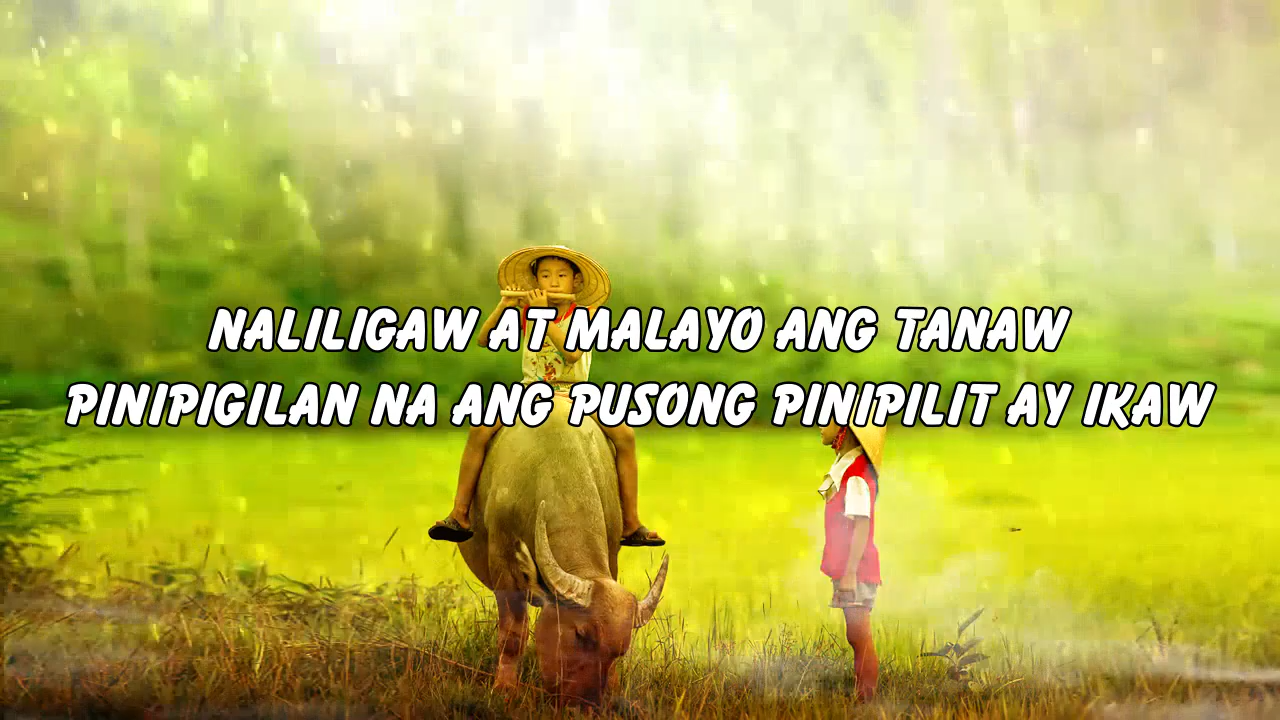 NALILIGAW AT MALAYO ANG TANAW
PINIPIGILAN NA ANG PUSONG PINIPILIT AY IKAW